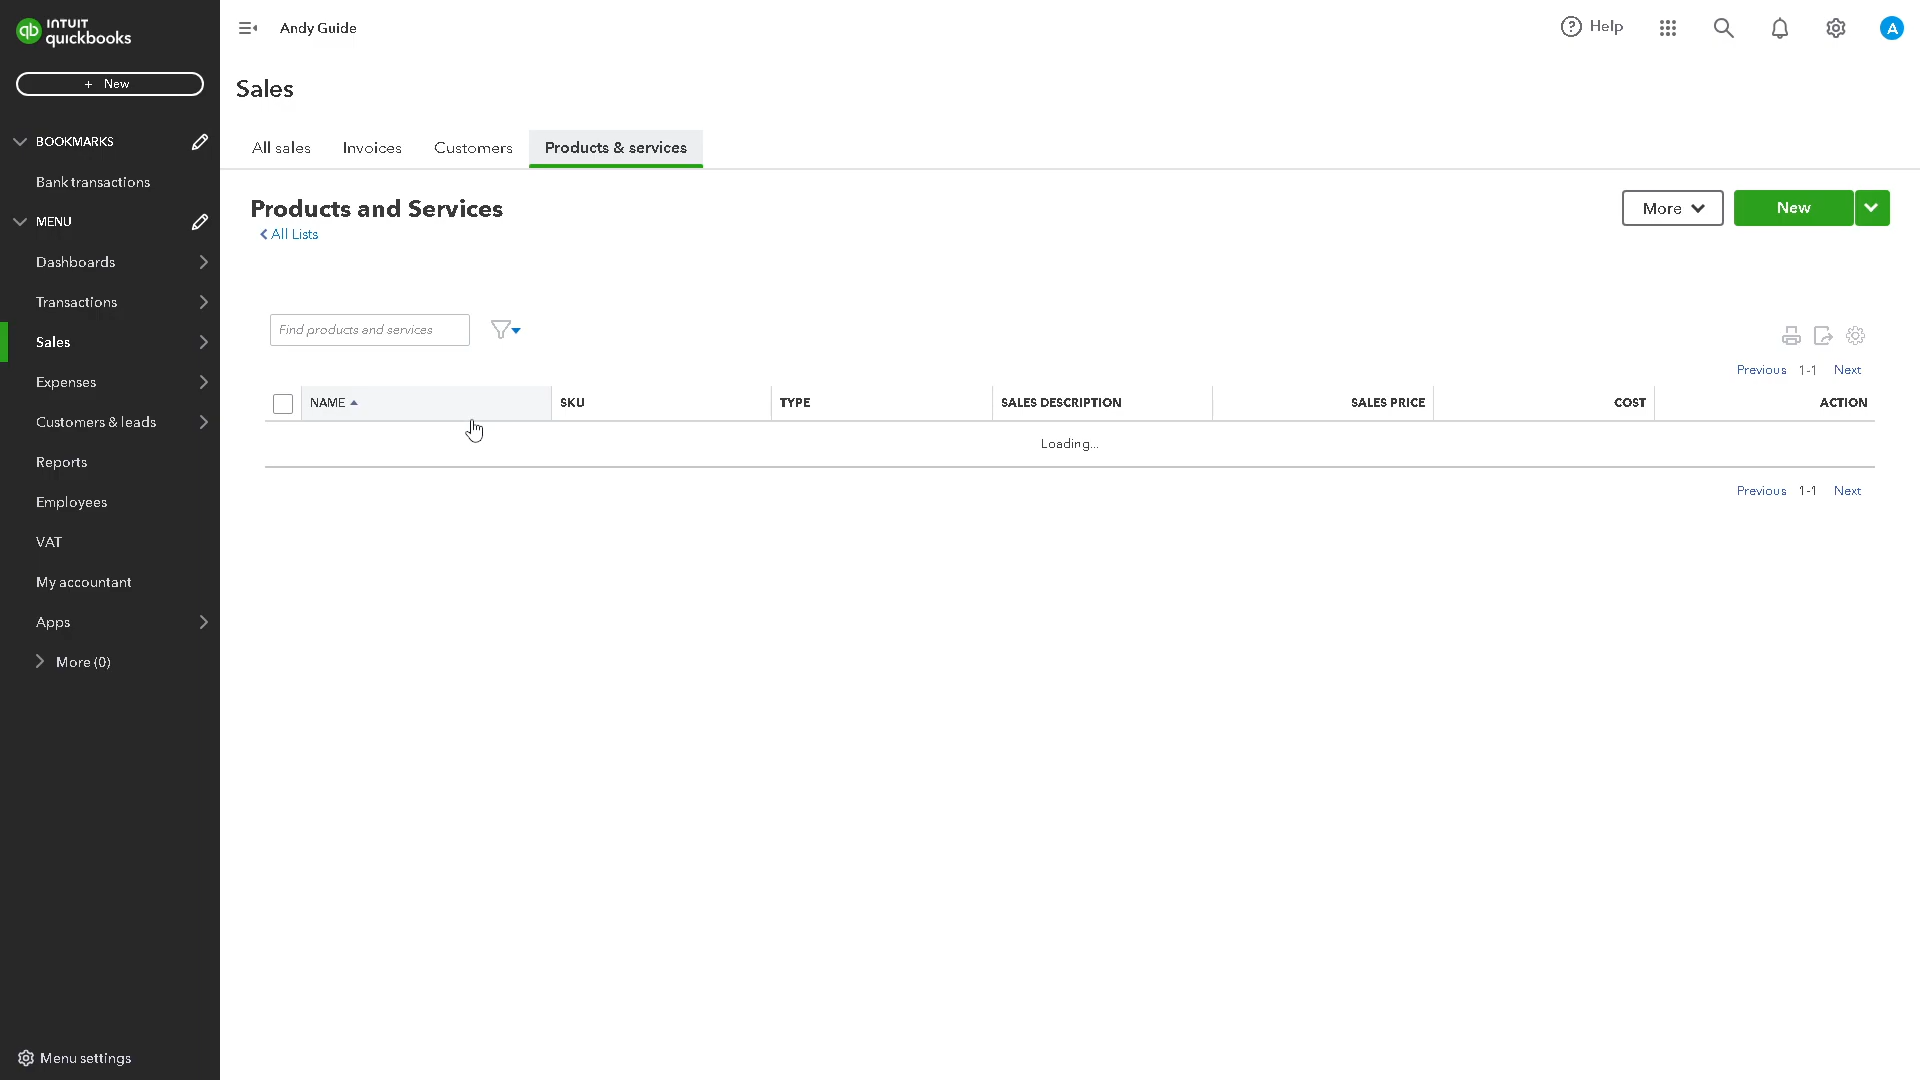 INTUIT
quickbooks
+ New
BOOKMARKS
Bank transactions
MENU
Dashboards
Transactions
Sales
Expenses
Customers & leads
Reports
Employees
VAT
My accountant
Apps
More (0)
Menu settings
Andy Guide
Help
A
Sales
All sales Invoices Customers Products & services
Products and Services
All Lists
More
New
Find products and services
Previous 1-1 Next
NAME SKU TYPE SALES DESCRIPTION SALES PRICE COST ACTION
Loading...
Previous 1-1 Next